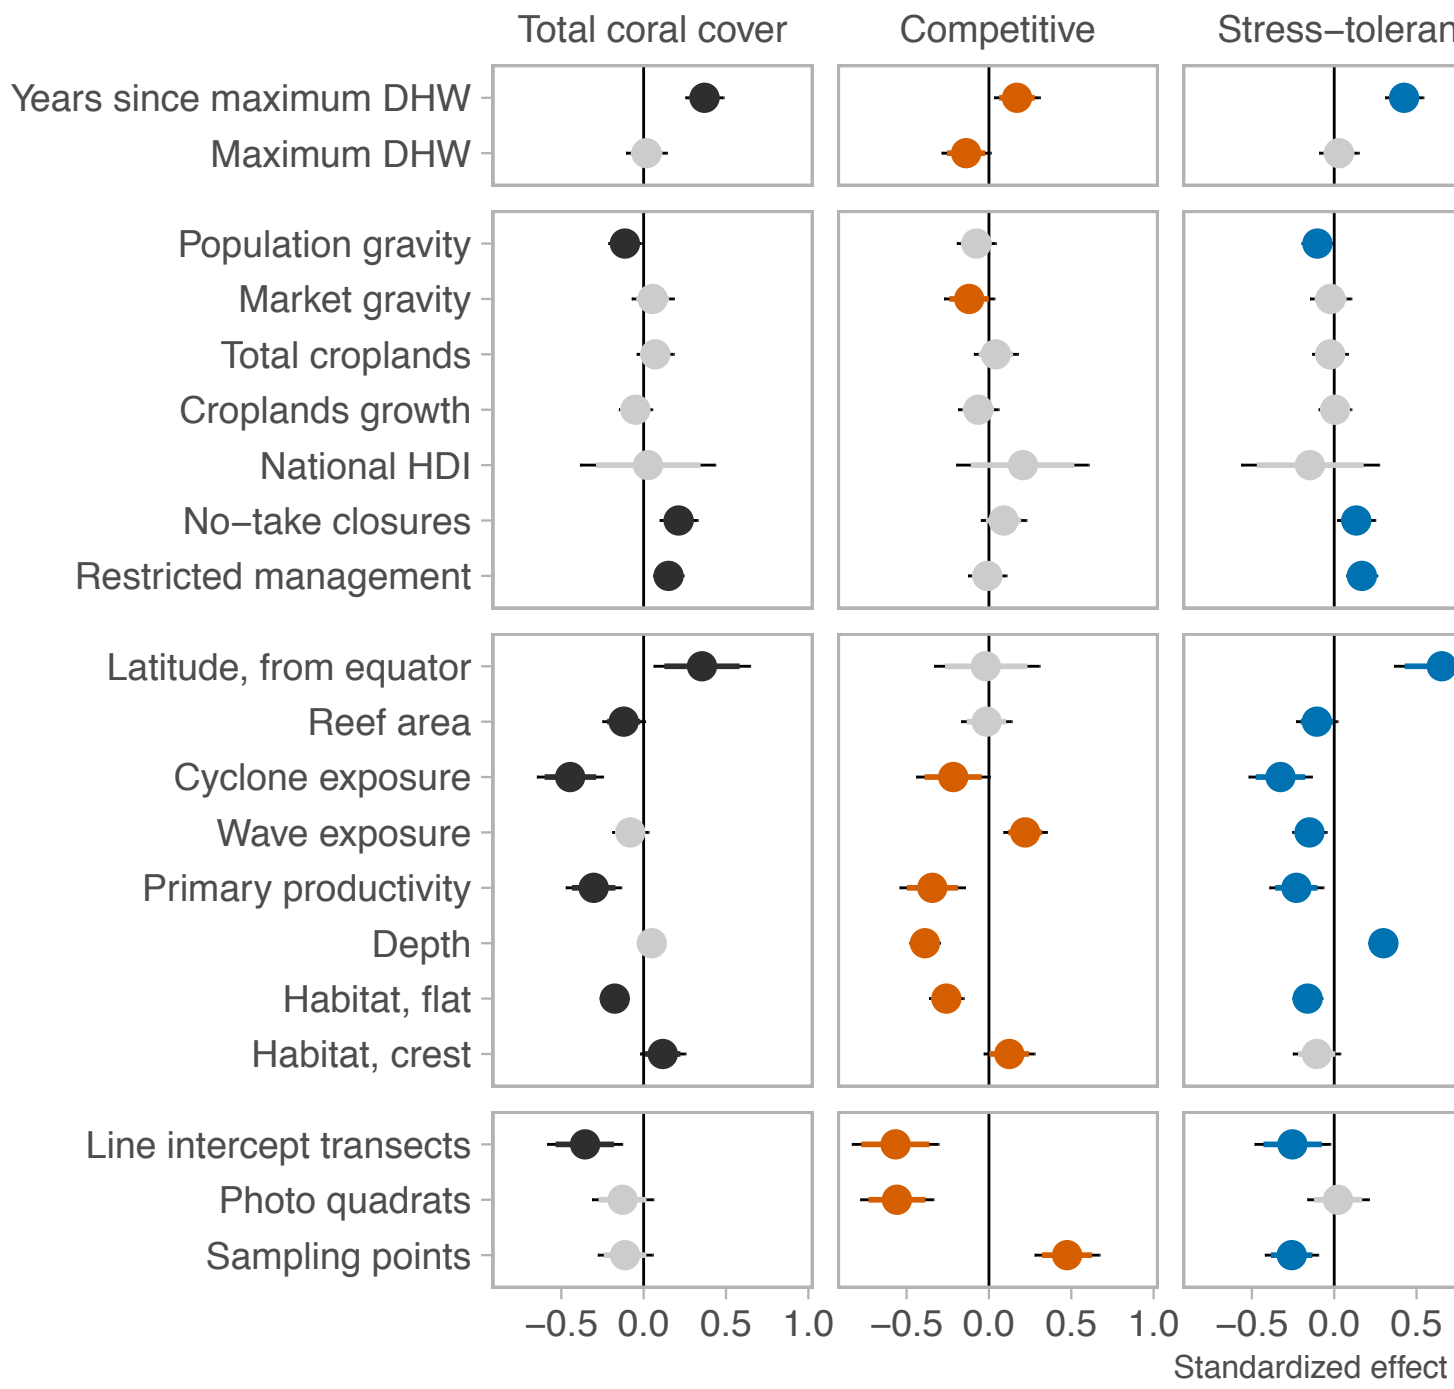 Total coral cover Competitive Stress−toleran
Years since maximum DHW
Maximum DHW
Population gravity
Market gravity
Total croplands
Croplands growth
National HDI
No−take closures
Restricted management
Latitude, from equator
Reef area
Cyclone exposure
Wave exposure
Primary productivity
Depth
Habitat, flat
Habitat, crest
Line intercept transects
Photo quadrats
Sampling points
−0.5 0.0 0.5 1.0 −0.5 0.0 0.5 1.0 −0.5 0.0 0.5
Standardized effect